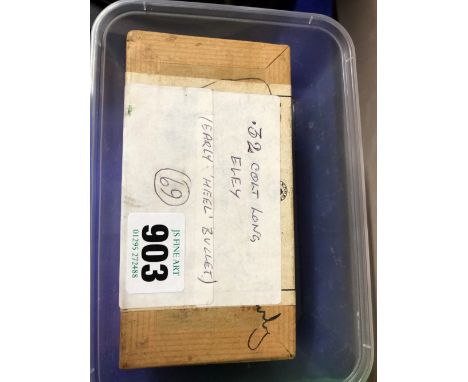 .32 COLT LONG
ELEY
(EARLY 'HEEL' BULLET)
69
JS FINE ART
01295 272488
903